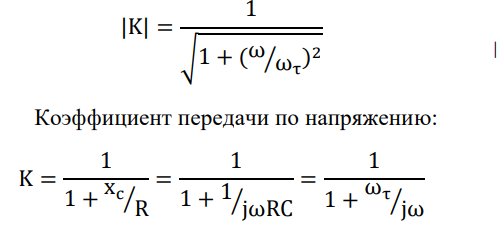 |K| = 1/√(1 + (ω/ω_τ)²)
Коэффициент передачи по напряжению:
K = 1/(1 + x_c/R) = 1/(1 + 1/jωRC) = 1/(1 + ω_τ/jω)